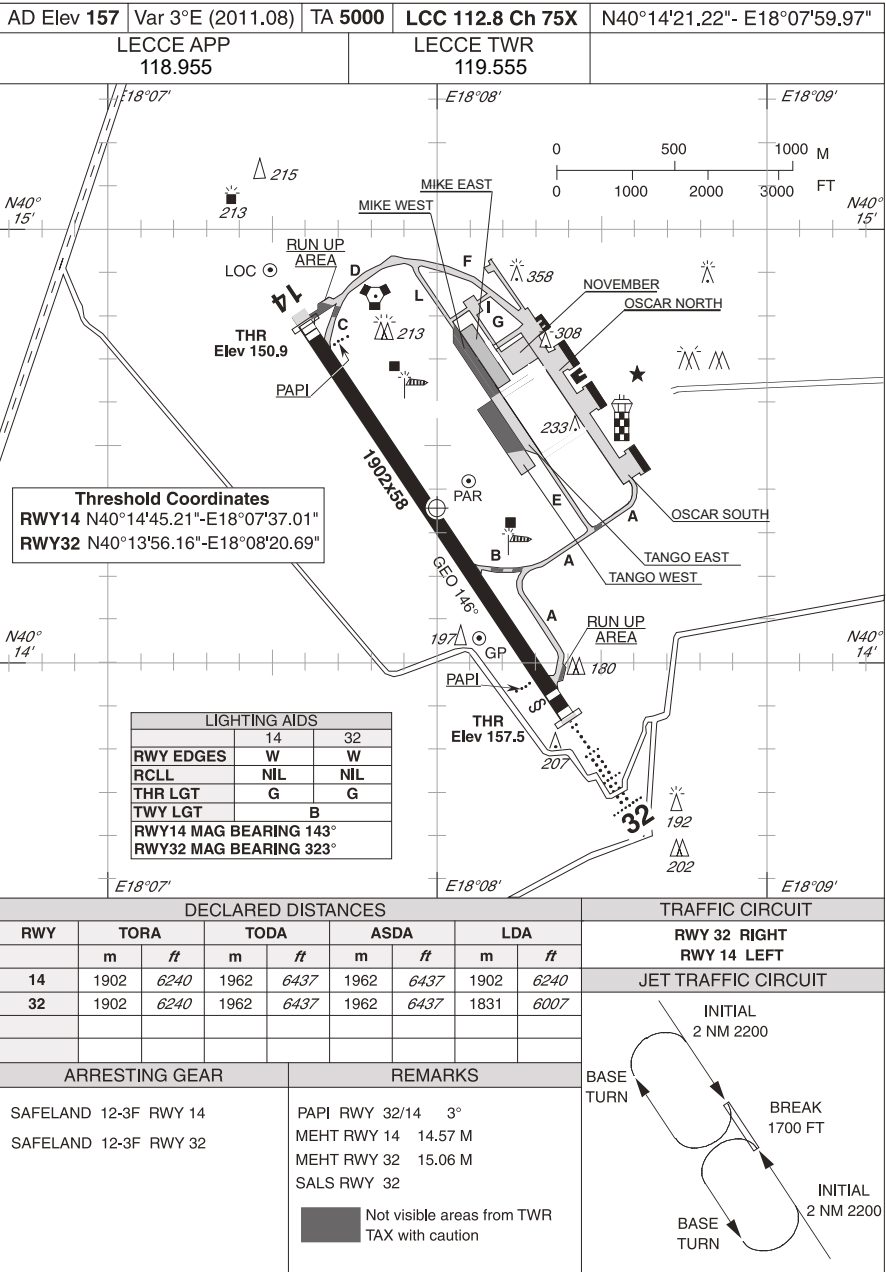 AD Elev 157 Var 3°E (2011.08) TA 5000 LCC 112.8 Ch 75X N40°14'21.22"- E18°07'59.97"
LECCE APP
118.955
LECCE TWR
119.555
E18°07' E18°08' E18°09'
0 500 1000 M
0 1000 2000 3000 FT
N40°
15'
N40°
15'
215
213
MIKE EAST
MIKE WEST
RUN UP
AREA
LOC
D
F
358
NOVEMBER
OSCAR NORTH
14
L
I
G
C
213
308
THR
Elev 150.9
PAPI
233
1902x58
PAR
Threshold Coordinates
RWY14 N40°14'45.21"-E18°07'37.01"
RWY32 N40°13'56.16"-E18°08'20.69"
E
A
OSCAR SOUTH
B
A
TANGO EAST
TANGO WEST
GEO 146°
A
RUN UP
AREA
N40°
14'
N40°
14'
197
GP
180
PAPI
THR
Elev 157.5
207
32
192
202
LIGHTING AIDS
14 32
RWY EDGES W W
RCLL NIL NIL
THR LGT G G
TWY LGT B
RWY14 MAG BEARING 143°
RWY32 MAG BEARING 323°
E18°07' E18°08' E18°09'
DECLARED DISTANCES
RWY TORA TODA ASDA LDA
m ft m ft m ft m ft
14 1902 6240 1962 6437 1962 6437 1902 6240
32 1902 6240 1962 6437 1962 6437 1831 6007
TRAFFIC CIRCUIT
RWY 32 RIGHT
RWY 14 LEFT
JET TRAFFIC CIRCUIT
INITIAL
2 NM 2200
BASE
TURN
BREAK
1700 FT
INITIAL
2 NM 2200
BASE
TURN
ARRESTING GEAR
SAFELAND 12-3F RWY 14
SAFELAND 12-3F RWY 32
REMARKS
PAPI RWY 32/14 3°
MEHT RWY 14 14.57 M
MEHT RWY 32 15.06 M
SALS RWY 32
Not visible areas from TWR
TAX with caution